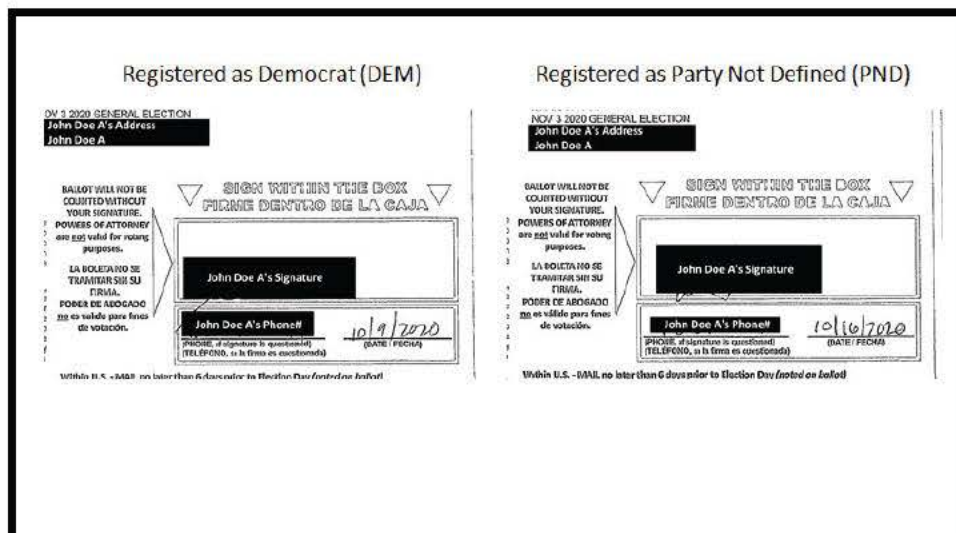 Registered as Democrat (DEM)
OV 3 2020 GENERAL ELECTION
John Doe A's Address
John Doe A
BALLOT WILL NOT BE
COUNTED WITHOUT
YOUR SIGNATURE.
POWERS OF ATTORNEY
are not valid for voting
purposes.
LA BOLETA NO SE
TRAMITAR SIN SU
FIRMA.
PODER DE ABOGADO
no es válido para fines
de votación.
SIGN WITHIN THE BOX
FIRME DENTRO DE LA CAJA
John Doe A's Signature
John Doe A's Phone#
10/9/2020
(PHONE, if signature is questioned)
(DATE / FECHA)
(TELÉFONO, si la firma es cuestionada)
Within U.S. - MAIL no later than 6 days prior to Election Day (noted on ballot)
Registered as Party Not Defined (PND)
NOV 3 2020 GENERAL ELECTION
John Doe A's Address
John Doe A
BALLOT WILL NOT BE
COUNTED WITHOUT
YOUR SIGNATURE.
POWERS OF ATTORNEY
are not valid for voting
purposes.
LA BOLETA NO SE
TRAMITAR SIN SU
FIRMA.
PODER DE ABOGADO
no es válido para fines
de votación.
SIGN WITHIN THE BOX
FIRME DENTRO DE LA CAJA
John Doe A's Signature
John Doe A's Phone#
10/16/2020
(PHONE, if signature is questioned)
(DATE / FECHA)
(TELÉFONO, si la firma es cuestionada)
Within U.S. - MAIL no later than 6 days prior to Election Day (noted on ballot)